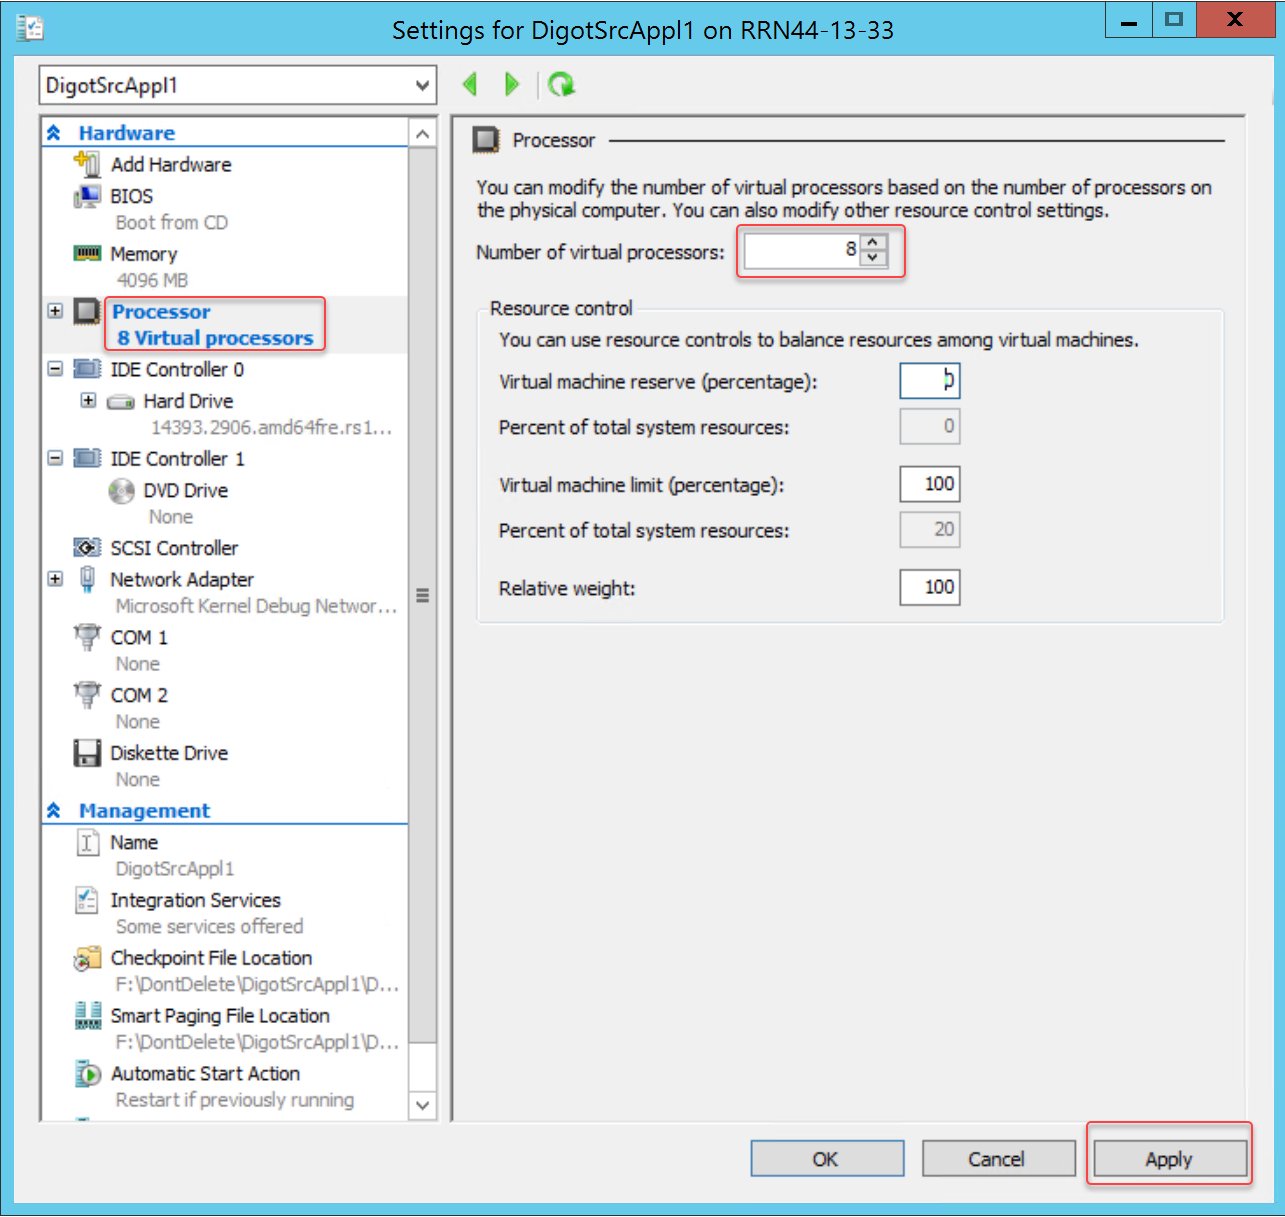 Settings for DigotSrcAppl1 on RRN44-13-33
DigotSrcAppl1
Hardware
Add Hardware
BIOS
Boot from CD
Memory
4096 MB
Processor
8 Virtual processors
IDE Controller 0
Hard Drive
14393.2906.amd64fre.rs1...
IDE Controller 1
DVD Drive
None
SCSI Controller
Network Adapter
Microsoft Kernel Debug Networ...
COM 1
None
COM 2
None
Diskette Drive
None
Management
Name
DigotSrcAppl1
Integration Services
Some services offered
Checkpoint File Location
F:\DontDelete\DigotSrcAppl1\D...
Smart Paging File Location
F:\DontDelete\DigotSrcAppl1\D...
Automatic Start Action
Restart if previously running
Processor
You can modify the number of virtual processors based on the number of processors on
the physical computer. You can also modify other resource control settings.
Number of virtual processors: 8
Resource control
You can use resource controls to balance resources among virtual machines.
Virtual machine reserve (percentage): 0
Percent of total system resources: 0
Virtual machine limit (percentage): 100
Percent of total system resources: 20
Relative weight: 100
OK Cancel Apply